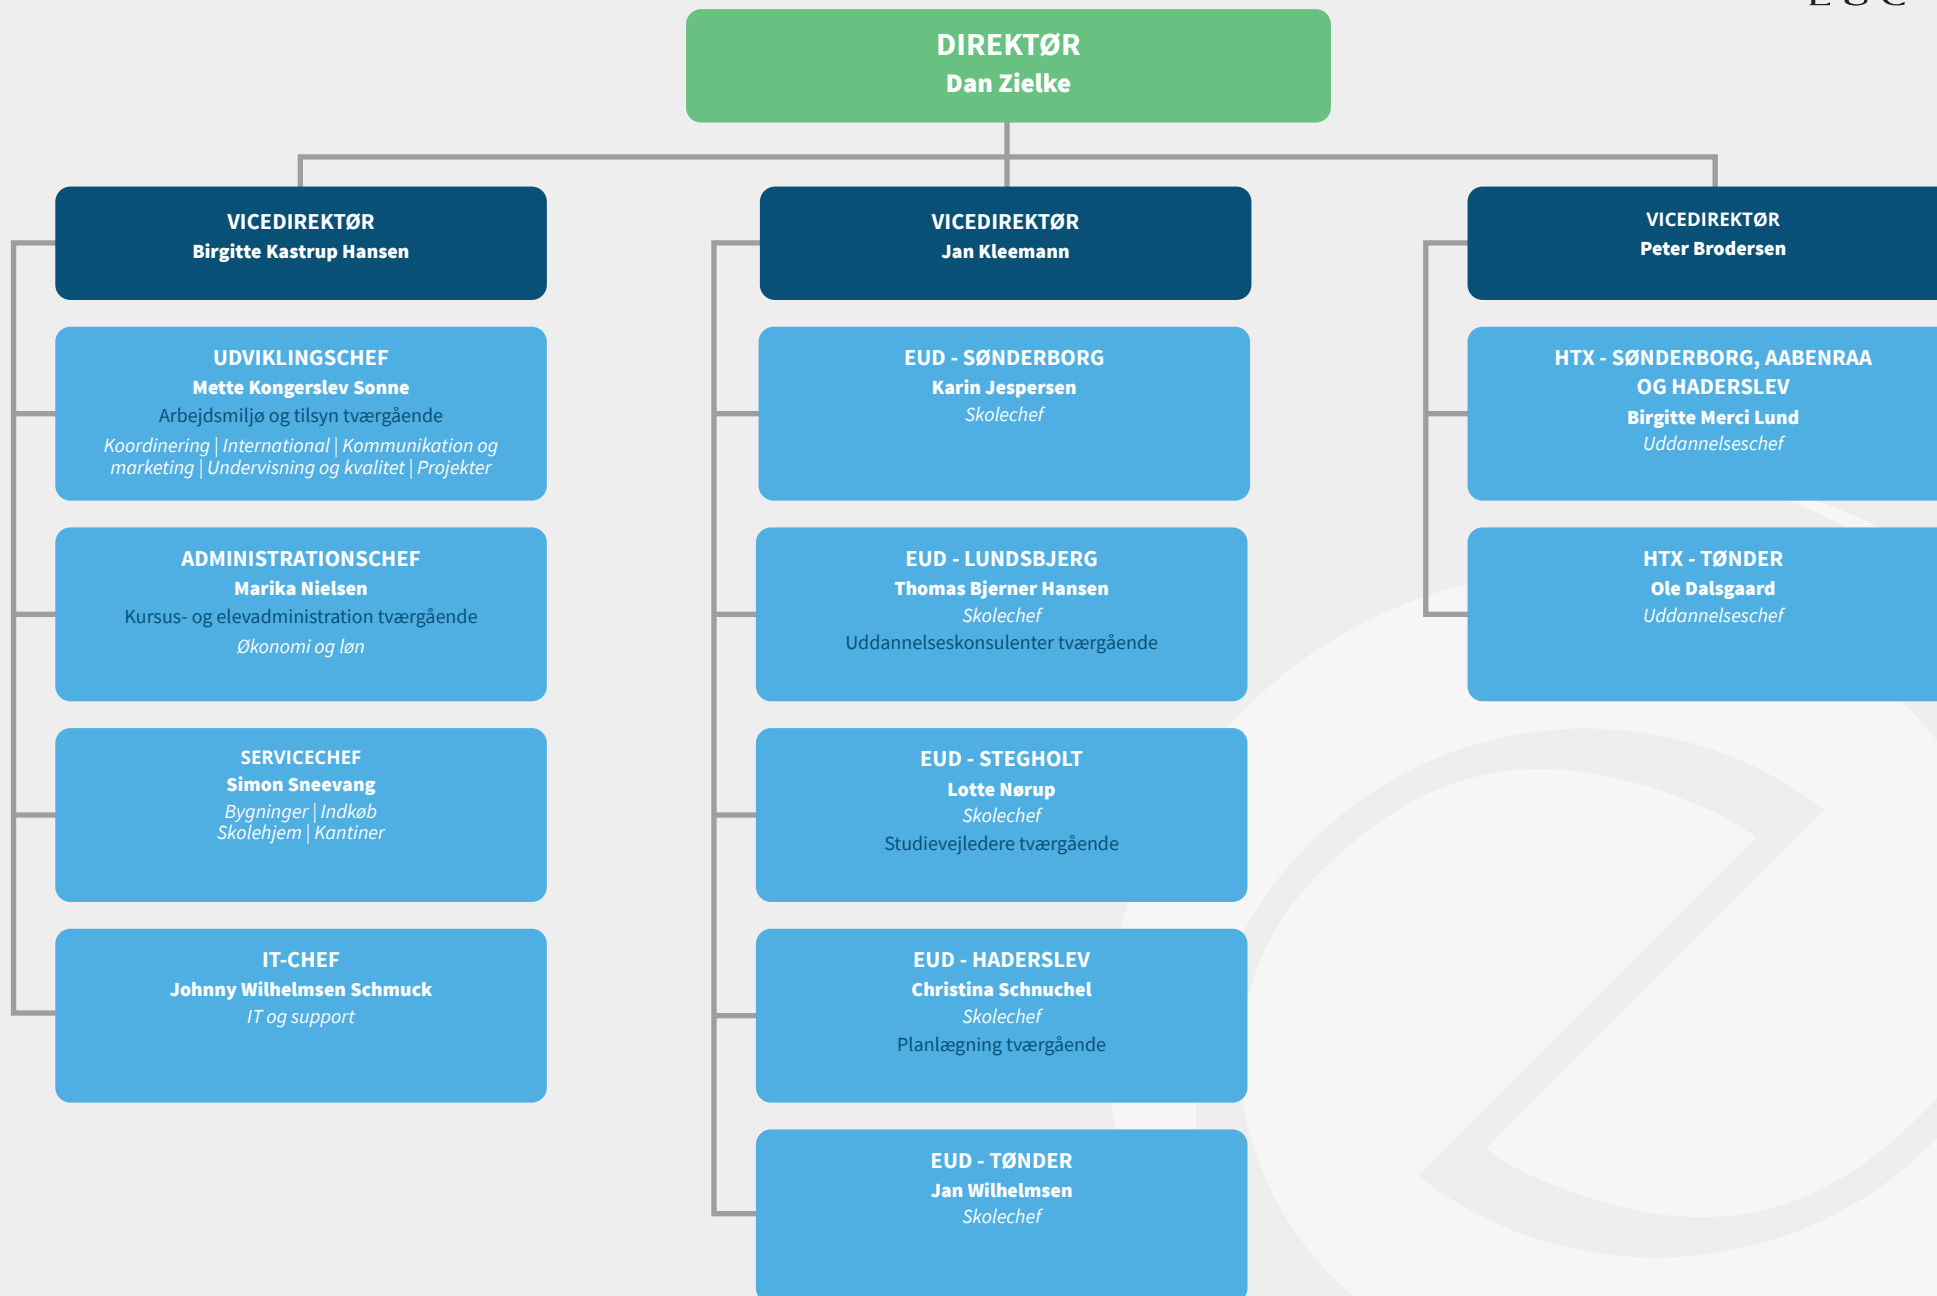 DIREKTØR
Dan Zielke
VICEDIREKTØR
Birgitte Kastrup Hansen
UDVIKLINGSCHEF
Mette Kongerslev Sonne
Arbejdsmiljø og tilsyn tværgående
Koordinering | International | Kommunikation og
marketing | Undervisning og kvalitet | Projekter
ADMINISTRATIONSCHEF
Marika Nielsen
Kursus- og elevadministration tværgående
Økonomi og løn
SERVICECHEF
Simon Sneevang
Bygninger | Indkøb
Skolehjem | Kantiner
IT-CHEF
Johnny Wilhelmsen Schmuck
IT og support
VICEDIREKTØR
Jan Kleemann
EUD - SØNDERBORG
Karin Jespersen
Skolechef
EUD - LUNDSBJERG
Thomas Bjerner Hansen
Skolechef
Uddannelseskonsulenter tværgående
EUD - STEGHOLT
Lotte Nørup
Skolechef
Studievejledere tværgående
EUD - HADERSLEV
Christina Schnuchel
Skolechef
Planlægning tværgående
EUD - TØNDER
Jan Wilhelmsen
Skolechef
VICEDIREKTØR
Peter Brodersen
HTX - SØNDERBORG, AABENRAA
OG HADERSLEV
Birgitte Merci Lund
Uddannelseschef
HTX - TØNDER
Ole Dalsgaard
Uddannelseschef